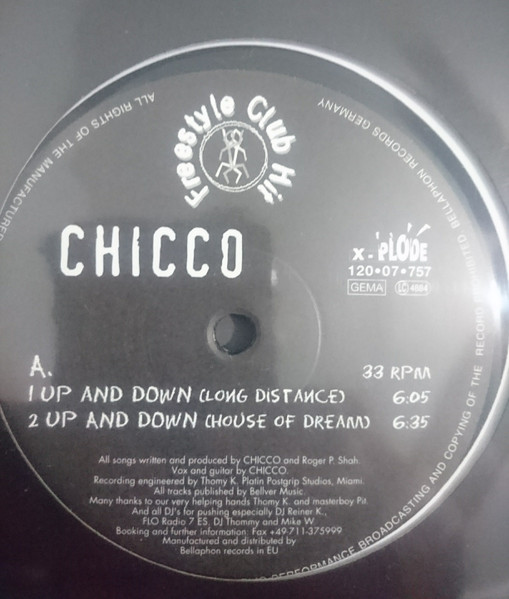 Freestyle Club Hit
ALL RIGHTS OF THE MANUFACTURER
BELLAPHON RECORDS GERMANY
CHICCO
X-PLODE
120•07•757
GEMA LC 4664
A. 33 RPM
1 UP AND DOWN (LONG DISTANCE) 6:05
2 UP AND DOWN (HOUSE OF DREAM) 6:35
All songs written and produced by CHICCO and Roger P. Shah.
Vox and guitar by CHICCO.
Recording engineered by Thomy K. Platin Postgrip Studios, Miami.
All tracks published by Bellver Music.
Many thanks to our very helping hands Thomy K. and masterboy Pit.
And all DJ's for pushing especially DJ Reiner K.,
FLO Radio 7 ES, DJ Thommy and Mike W.
Booking and further information: Fax +49-711-375999
Manufactured and distributed by
Bellaphon records in EU
PERFORMANCE BROADCASTING AND COPYING OF THE RECORD